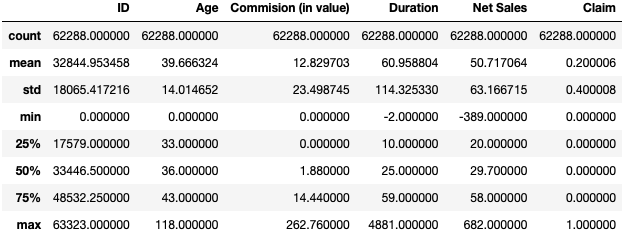 ID Age Commision (in value) Duration Net Sales Claim
count 62288.000000 62288.000000 62288.000000 62288.000000 62288.000000 62288.000000
mean 32844.953458 39.666324 12.829703 60.958804 50.717064 0.200006
std 18065.417216 14.014652 23.498745 114.325330 63.166715 0.400008
min 0.000000 0.000000 0.000000 -2.000000 -389.000000 0.000000
25% 17579.000000 33.000000 0.000000 10.000000 20.000000 0.000000
50% 33446.500000 36.000000 1.880000 25.000000 29.700000 0.000000
75% 48532.250000 43.000000 14.440000 59.000000 58.000000 0.000000
max 63323.000000 118.000000 262.760000 4881.000000 682.000000 1.000000